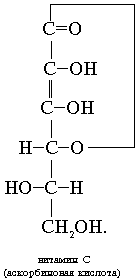 C=O
C–OH
C–OH
H–C–O
HO–C–H
CH₂OH.
витамин С
(аскорбиновая кислота)